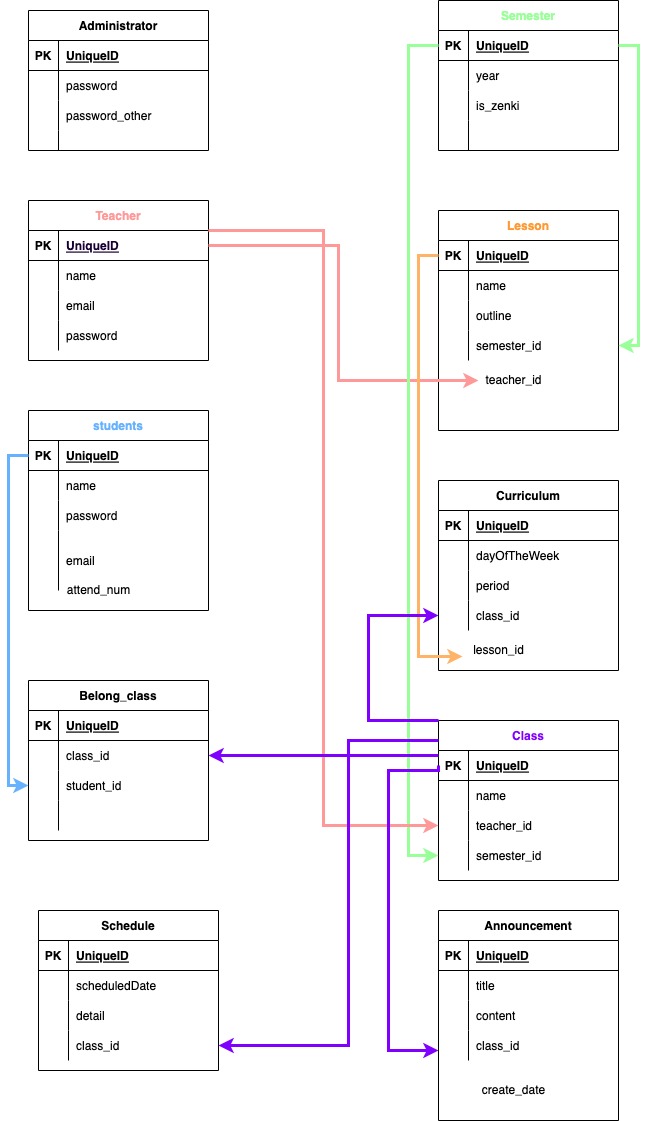 Administrator
PK UniqueID
password
password_other
Semester
PK UniqueID
year
is_zenki
Teacher
PK UniqueID
name
email
password
Lesson
PK UniqueID
name
outline
semester_id
teacher_id
students
PK UniqueID
name
password
email
attend_num
Curriculum
PK UniqueID
dayOfTheWeek
period
class_id
lesson_id
Belong_class
PK UniqueID
class_id
student_id
Class
PK UniqueID
name
teacher_id
semester_id
Schedule
PK UniqueID
scheduledDate
detail
class_id
Announcement
PK UniqueID
title
content
class_id
create_date